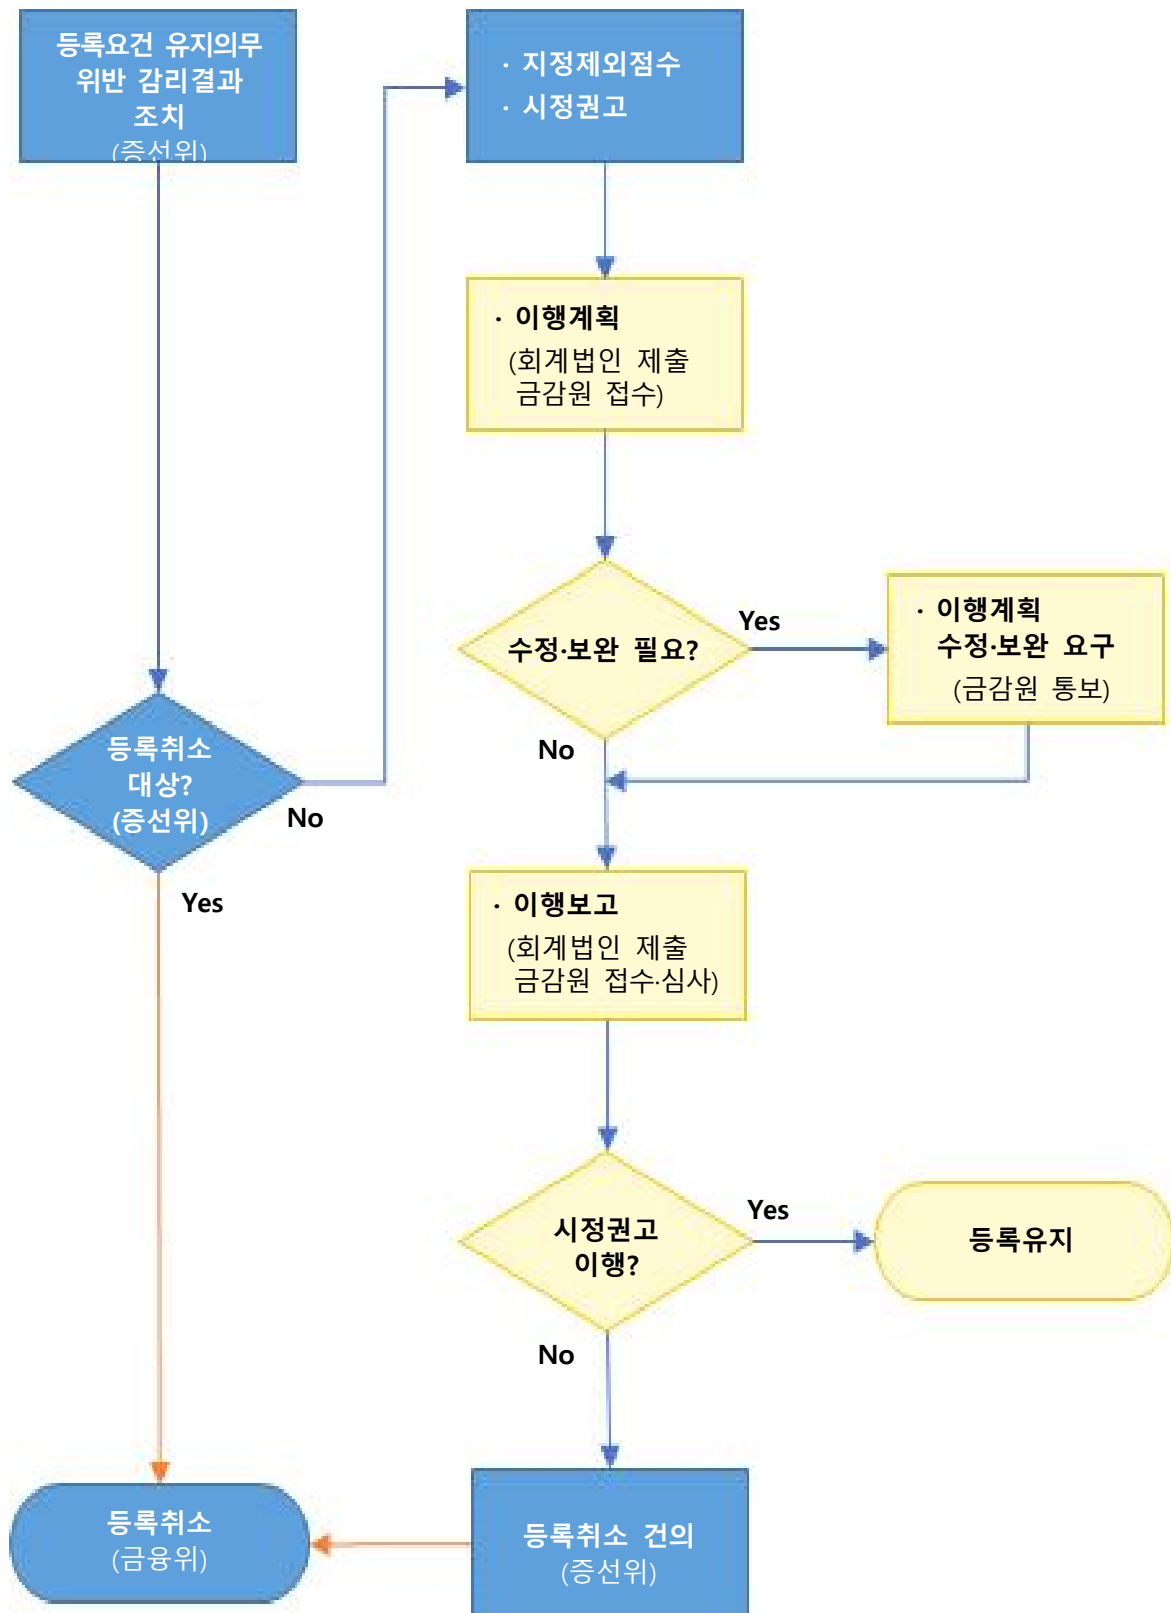 등록요건 유지의무
위반 감리결과
조치
(증선위)
· 지정제외점수
· 시정권고
· 이행계획
(회계법인 제출
금감원 접수)
수정·보완 필요?
Yes
· 이행계획
수정·보완 요구
(금감원 통보)
No
등록취소
대상?
(증선위)
No
Yes
· 이행보고
(회계법인 제출
금감원 접수·심사)
시정권고
이행?
Yes
등록유지
No
등록취소 건의
(증선위)
등록취소
(금융위)